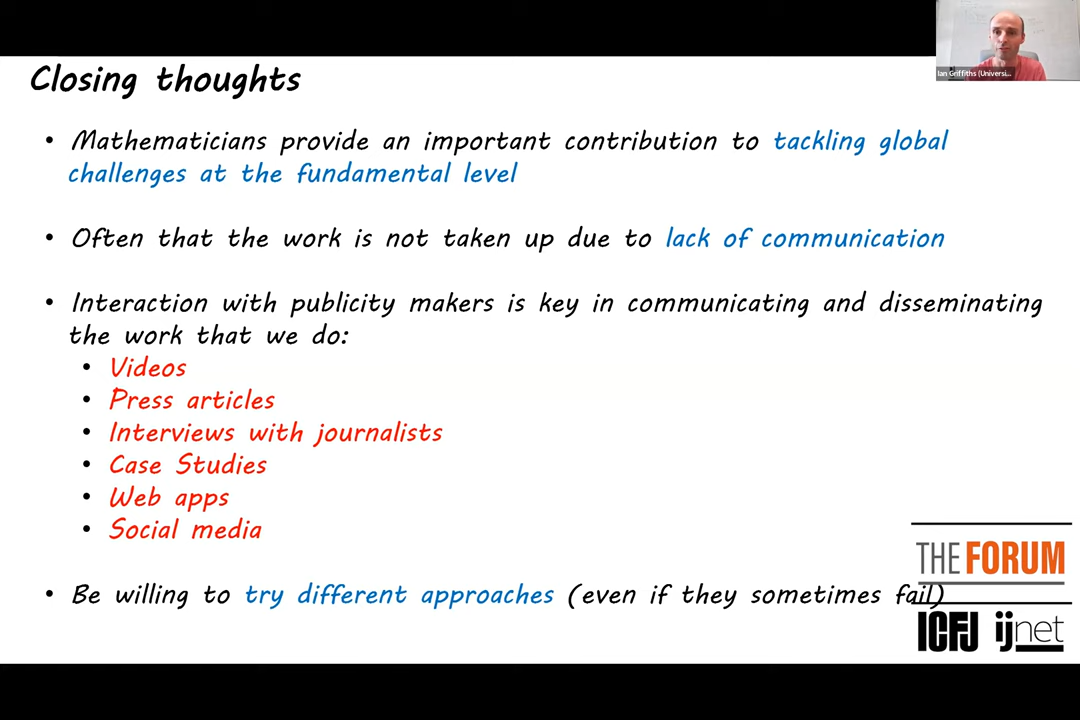 Ian Griffiths (Universi...
Closing thoughts
• Mathematicians provide an important contribution to tackling global
challenges at the fundamental level
• Often that the work is not taken up due to lack of communication
• Interaction with publicity makers is key in communicating and disseminating
the work that we do:
• Videos
• Press articles
• Interviews with journalists
• Case Studies
• Web apps
• Social media
• Be willing to try different approaches (even if they sometimes fail)
THE FORUM
ICFJ ijnet